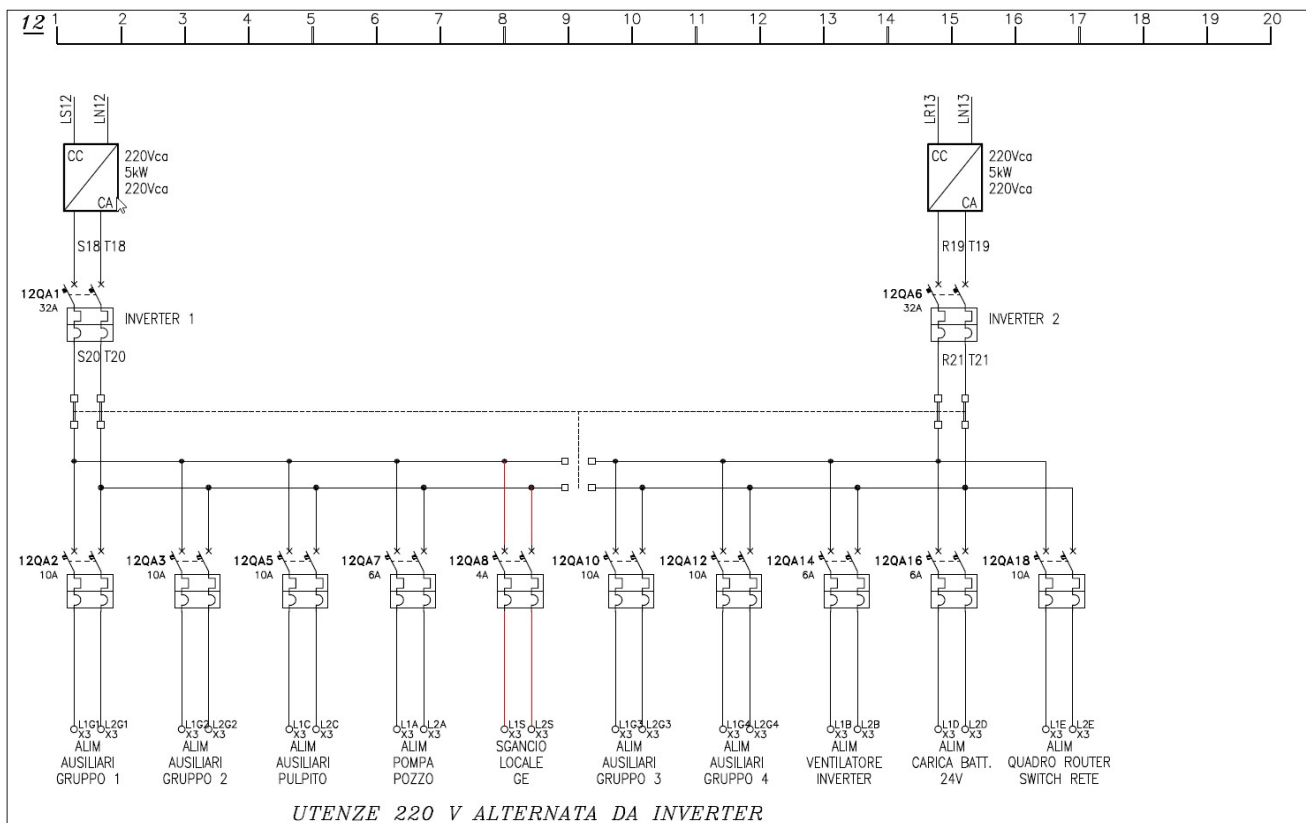 12
1 2 3 4 5 6 7 8 9 10 11 12 13 14 15 16 17 18 19 20
LS12 LN12
LR13 LN13
CC
CA
220Vca
5kW
220Vca
CC
CA
220Vca
5kW
220Vca
S18 T18
R19 T19
12QA1
32A
INVERTER 1
12QA6
32A
INVERTER 2
S20 T20
R21 T21
12QA2
10A
12QA3
10A
12QA5
10A
12QA7
6A
12QA8
4A
12QA10
10A
12QA12
10A
12QA14
6A
12QA16
6A
12QA18
10A
L1G1 L2G1
X3 X3
ALIM
AUSILIARI
GRUPPO 1
L1G2 L2G2
X3 X3
ALIM
AUSILIARI
GRUPPO 2
L1C L2C
X3 X3
ALIM
AUSILIARI
PULPITO
L1A L2A
X3 X3
ALIM
POMPA
POZZO
L1S L2S
X3 X3
SGANCIO
LOCALE
GE
L1G3 L2G3
X3 X3
ALIM
AUSILIARI
GRUPPO 3
L1G4 L2G4
X3 X3
ALIM
AUSILIARI
GRUPPO 4
L1B L2B
X3 X3
ALIM
VENTILATORE
INVERTER
L1D L2D
X3 X3
ALIM
CARICA BATT.
24V
L1E L2E
X3 X3
ALIM
QUADRO ROUTER
SWITCH RETE
UTENZE 220 V ALTERNATA DA INVERTER